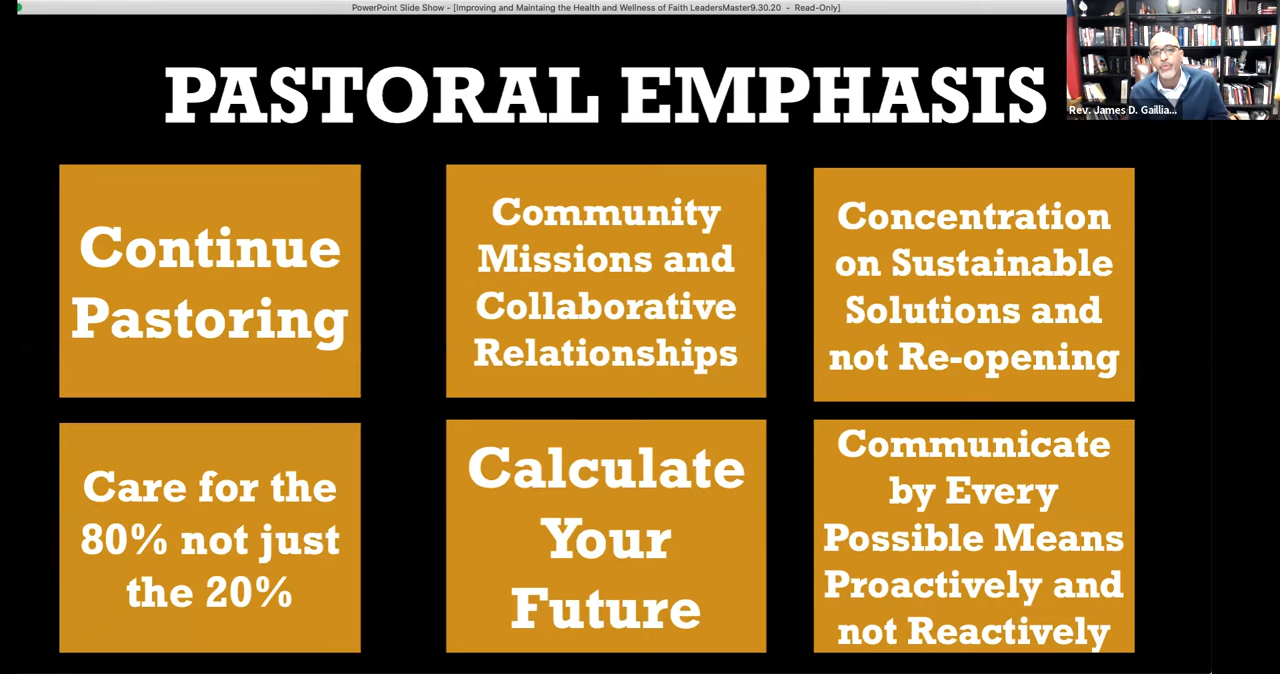 PowerPoint Slide Show - [Improving and Maintaing the Health and Wellness of Faith LeadersMaster9.30.20 - Read-Only]
PASTORAL EMPHASIS
Rev. James D. Gaillia...
Continue
Pastoring
Community
Missions and
Collaborative
Relationships
Concentration
on Sustainable
Solutions and
not Re-opening
Care for the
80% not just
the 20%
Calculate
Your
Future
Communicate
by Every
Possible Means
Proactively and
not Reactively